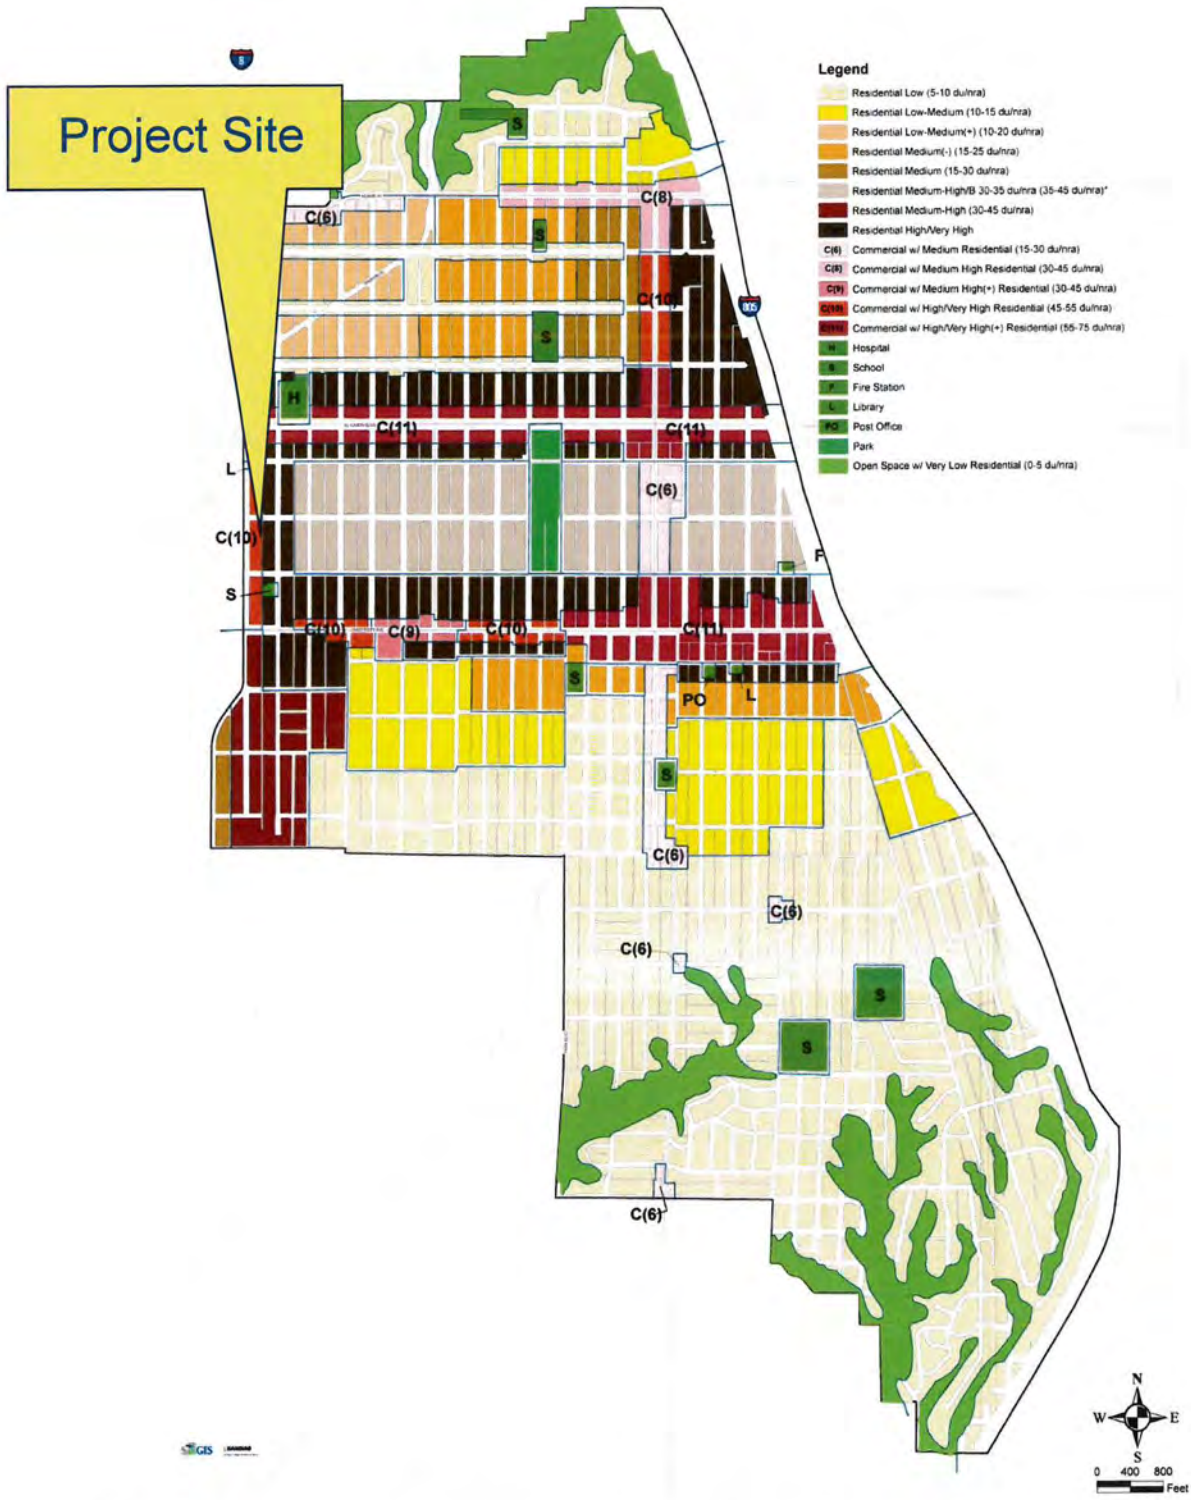 5
Project Site
Legend
Residential Low (5-10 du/nra)
Residential Low-Medium (10-15 du/nra)
Residential Low-Medium(+) (10-20 du/nra)
Residential Medium(-) (15-25 du/nra)
Residential Medium (15-30 du/nra)
Residential Medium-High/B 30-35 du/nra (35-45 du/nra)*
Residential Medium-High (30-45 du/nra)
Residential High/Very High
C(6) Commercial w/ Medium Residential (15-30 du/nra)
C(8) Commercial w/ Medium High Residential (30-45 du/nra)
C(9) Commercial w/ Medium High(+) Residential (30-45 du/nra)
C(10) Commercial w/ High/Very High Residential (45-55 du/nra)
C(11) Commercial w/ High/Very High(+) Residential (55-75 du/nra)
H Hospital
S School
F Fire Station
L Library
PO Post Office
Park
Open Space w/ Very Low Residential (0-5 du/nra)
S
C(8)
C(6)
S
C(10)
805
S
H
C(11)
C(11)
L
C(6)
C(10)
F
S
C(10)
C(9)
C(10)
C(11)
S
PO
L
S
C(6)
C(6)
C(6)
S
S
C(6)
N
W
E
S
0 400 800
Feet
GIS
SANDAG